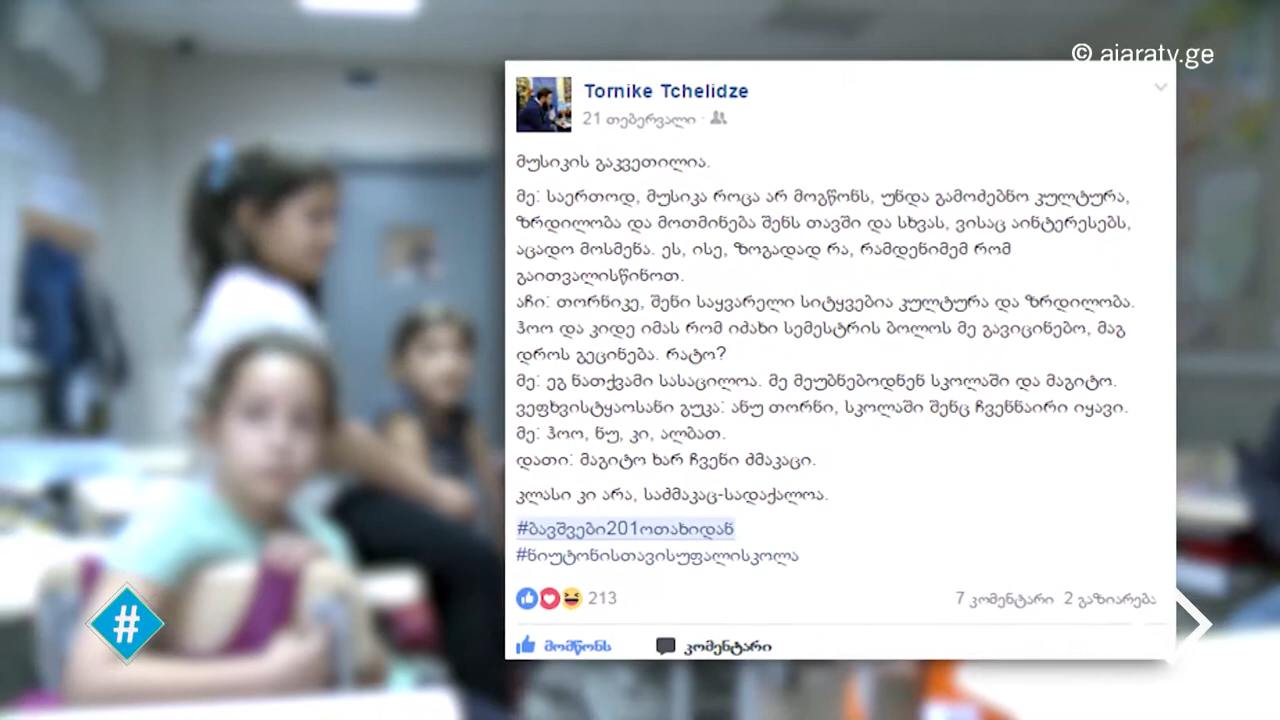 © aiaratv.ge
Tornike Tchelidze
21 თებერვალი ·
მუსიკის გაკვეთილია.
მე: საერთოდ, მუსიკა როცა არ მოგწონს, უნდა გამოძებნო კულტურა,
ზრდილობა და მოთმინება შენს თავში და სხვას, ვისაც აინტერესებს,
აცადო მოსმენა. ეს, ისე, ზოგადად რა, რამდენიმემ რომ
გაითვალისწინოთ.
აჩი: თორნიკე, შენი საყვარელი სიტყვებია კულტურა და ზრდილობა.
ჰოო და კიდე იმას რომ იძახი სემესტრის ბოლოს მე გავიცინებო, მაგ
დროს გეცინება. რატო?
მე: ეგ ნათქვამი სასაცილოა. მე მეუბნებოდნენ სკოლაში და მაგიტო.
ვეფხვისტყაოსანი გუკა: ანუ თორნი, სკოლაში შენც ჩვენნაირი იყავი.
მე: ჰოო, ნუ, კი, ალბათ.
დათი: მაგიტო ხარ ჩვენი ძმაკაცი.
კლასი კი არა, საძმაკაც-სადაქალოა.
#ბავშვები201ოთახიდან
#ნიუტონისთავისუფალისკოლა
213
7 კომენტარი 2 გაზიარება
მომწონს კომენტარი
#